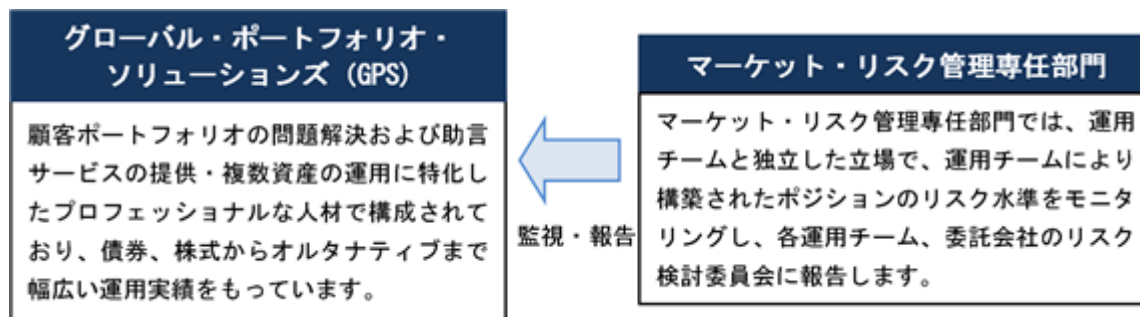 グローバル・ポートフォリオ・
ソリューションズ (GPS)
顧客ポートフォリオの問題解決および助言
サービスの提供・複数資産の運用に特化し
たプロフェッショナルな人材で構成されて
おり、債券、株式からオルタナティブまで
幅広い運用実績をもっています。
監視・報告
マーケット・リスク管理専任部門
マーケット・リスク管理専任部門では、運用
チームと独立した立場で、運用チームにより
構築されたポジションのリスク水準をモニタ
リングし、各運用チーム、委託会社のリスク
検討委員会に報告します。